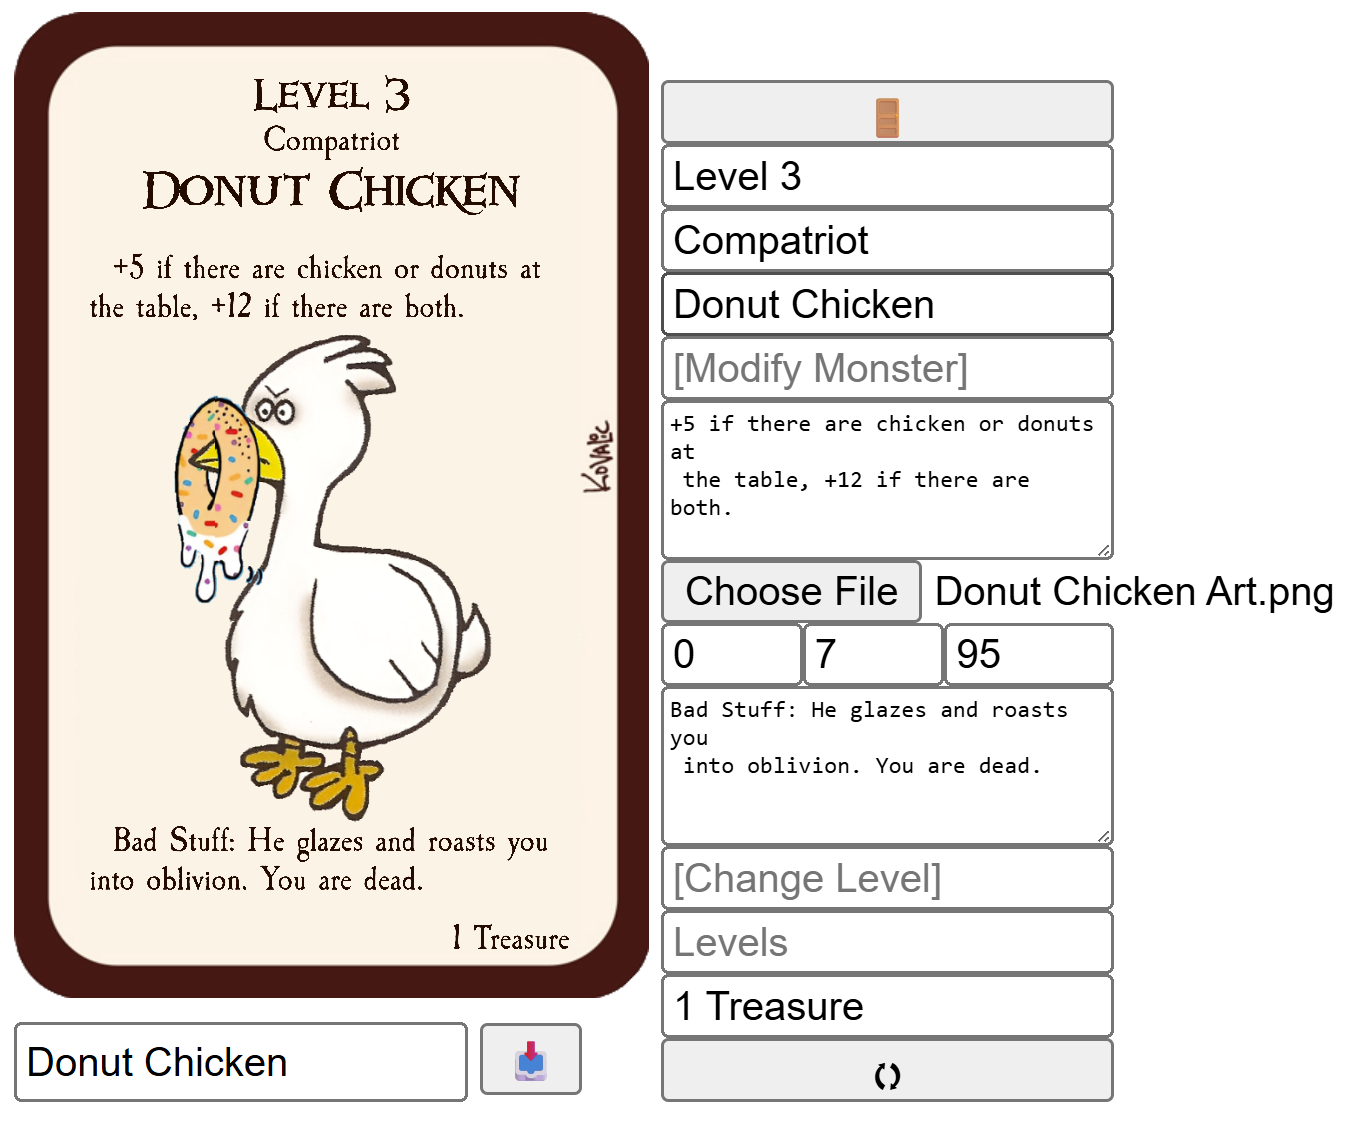 Level 3
Compatriot
Donut Chicken
+5 if there are chicken or donuts at
the table, +12 if there are both.
Kovalic
Bad Stuff: He glazes and roasts you
into oblivion. You are dead.
1 Treasure
Donut Chicken
Level 3
Compatriot
Donut Chicken
[Modify Monster]
+5 if there are chicken or donuts
at
the table, +12 if there are
both.
Choose File Donut Chicken Art.png
0 7 95
Bad Stuff: He glazes and roasts
you
into oblivion. You are dead.
[Change Level]
Levels
1 Treasure